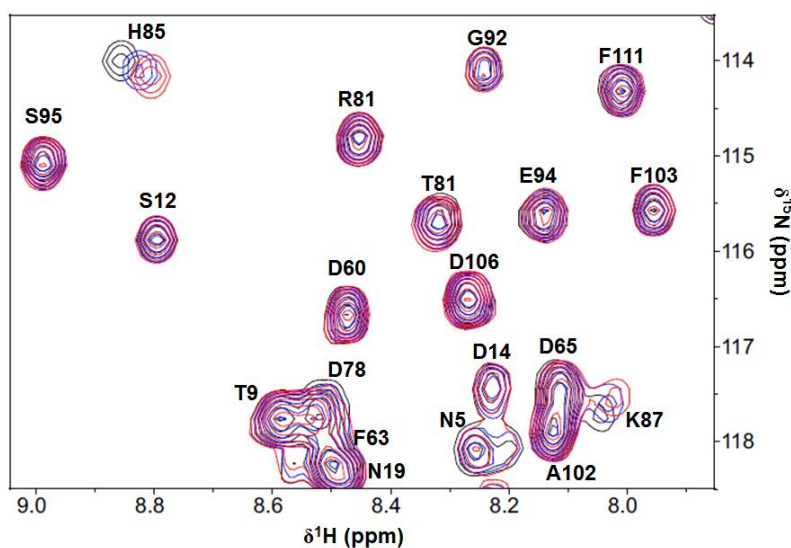 H85
G92
114
F111
S95
R81
115
T81
E94
F103
S12
116
D60
D106
117
D14
D65
D78
T9
N5
K87
F63
118
N19
A102
δ15N (ppm)
9.0 8.8 8.6 8.4 8.2 8.0
δ1H (ppm)